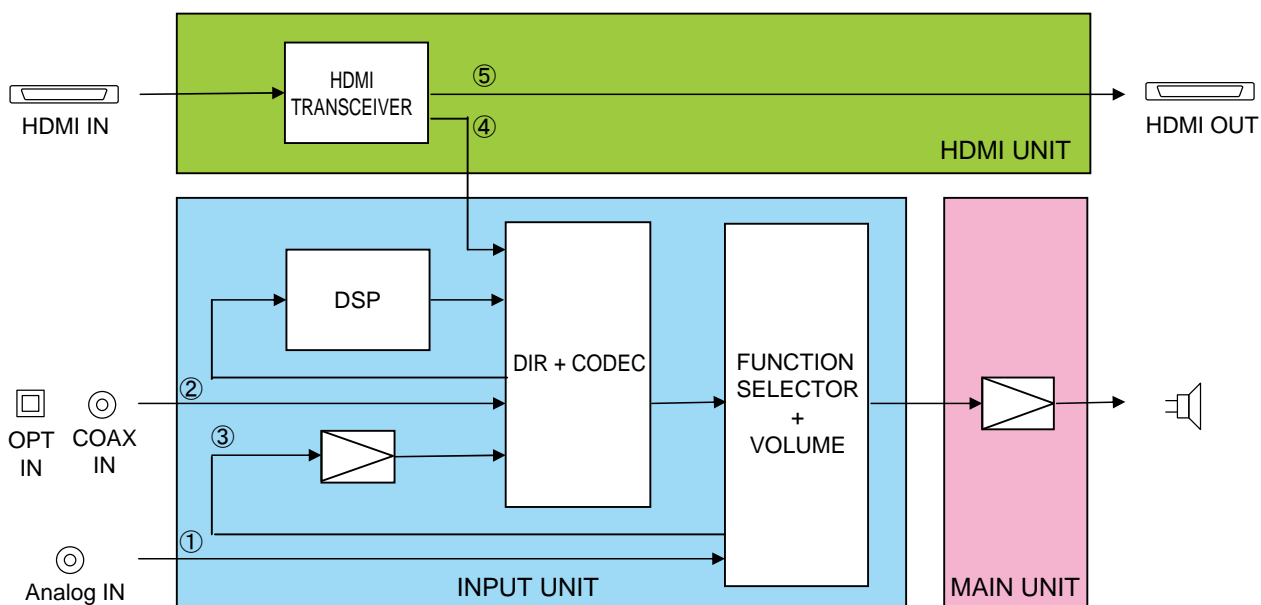 HDMI
TRANSCEIVER
⑤
④
HDMI IN
HDMI OUT
HDMI UNIT
DSP
DIR + CODEC
FUNCTION
SELECTOR
+
VOLUME
②
OPT
IN
COAX
IN
③
①
Analog IN
INPUT UNIT
MAIN UNIT